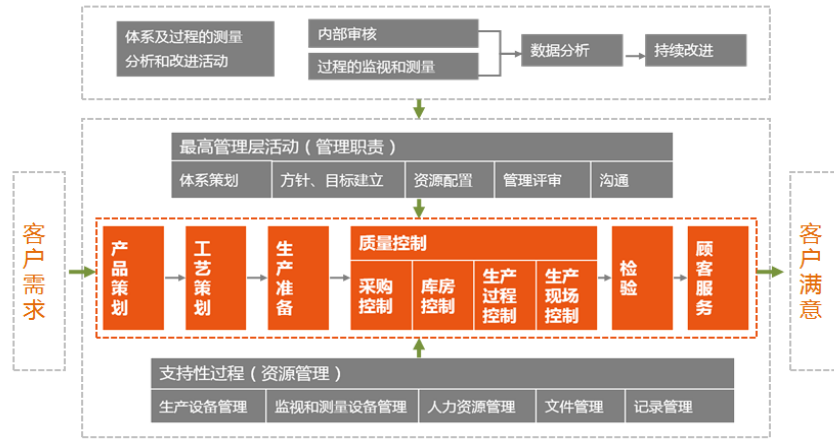 体系及过程的测量
分析和改进活动
内部审核
过程的监视和测量
数据分析
持续改进
最高管理层活动（管理职责）
体系策划
方针、目标建立
资源配置
管理评审
沟通
客户需求
产品策划
工艺策划
生产准备
质量控制
采购
控制
库房
控制
生产
过程
控制
生产
现场
控制
检验
顾客服务
客户满意
支持性过程（资源管理）
生产设备管理
监视和测量设备管理
人力资源管理
文件管理
记录管理